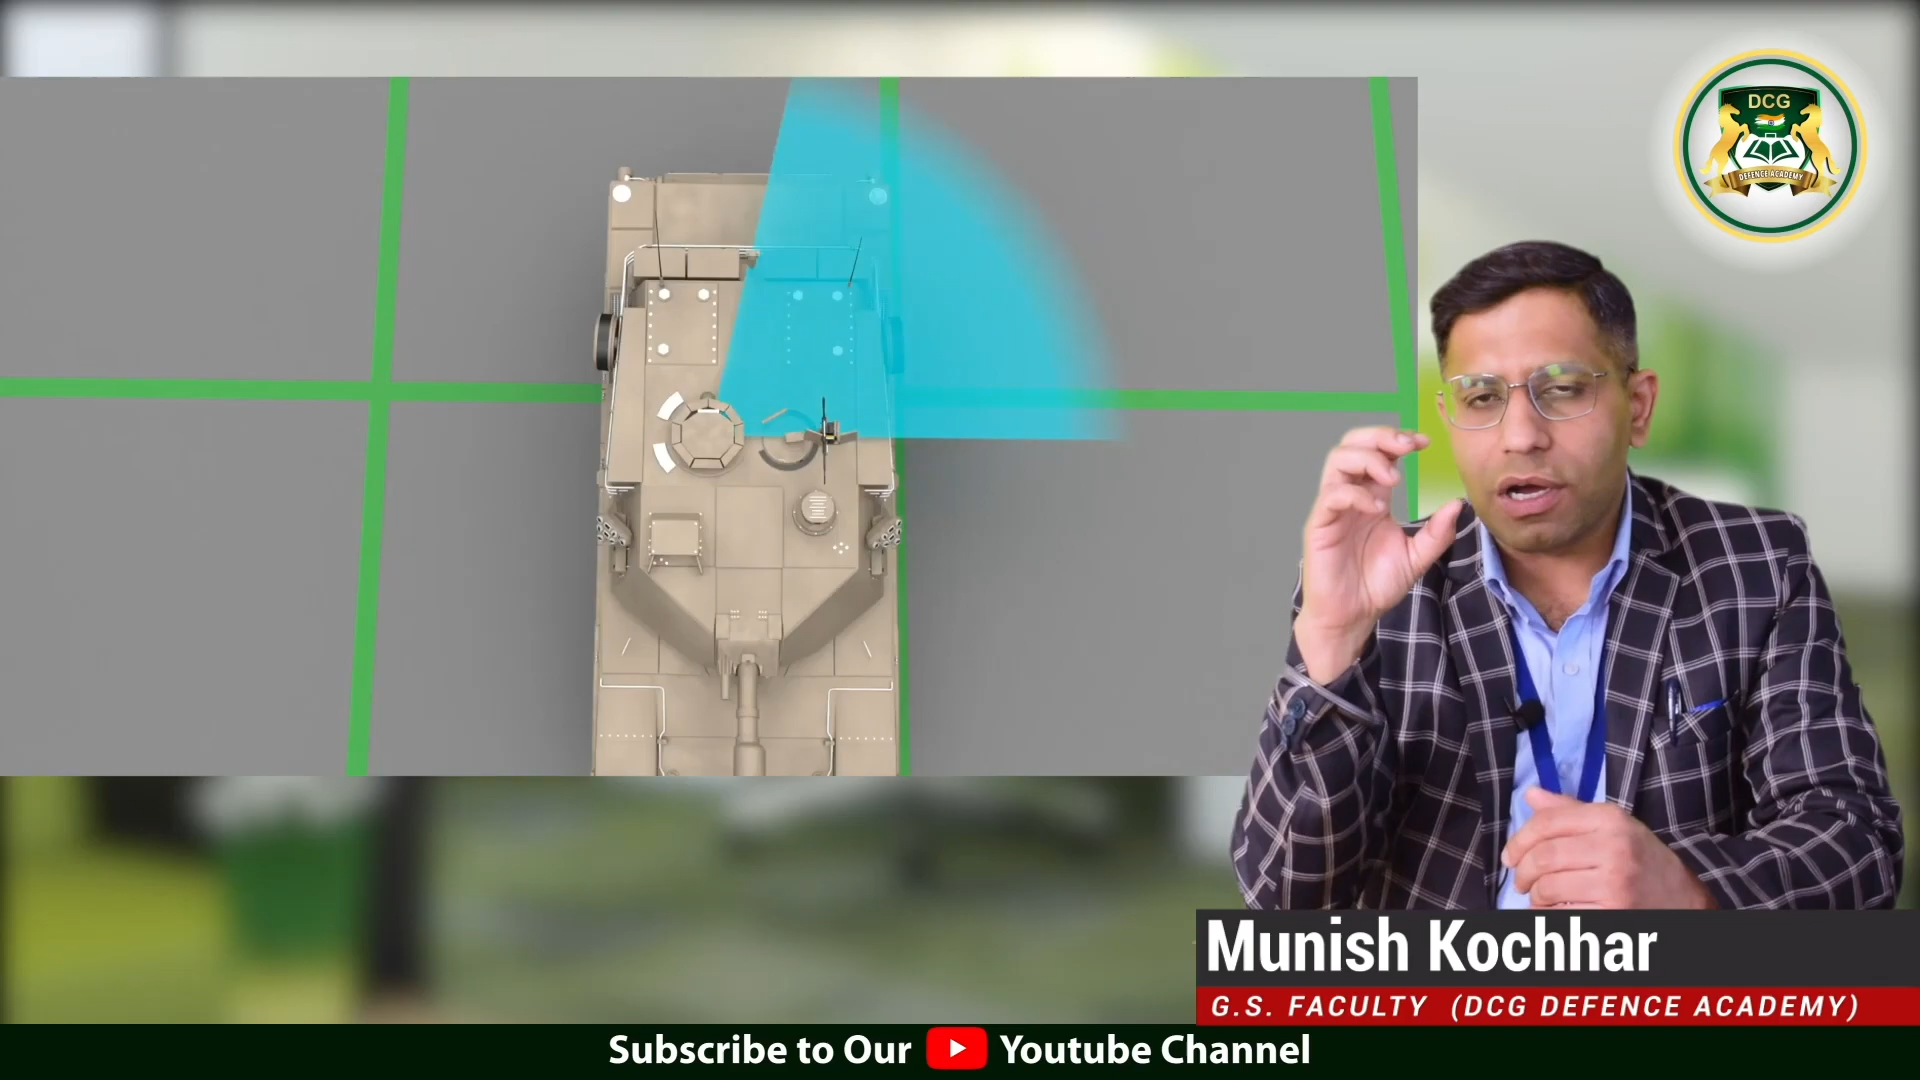 DCG
DEFENCE ACADEMY
Munish Kochhar
G.S. FACULTY (DCG DEFENCE ACADEMY)
Subscribe to Our Youtube Channel